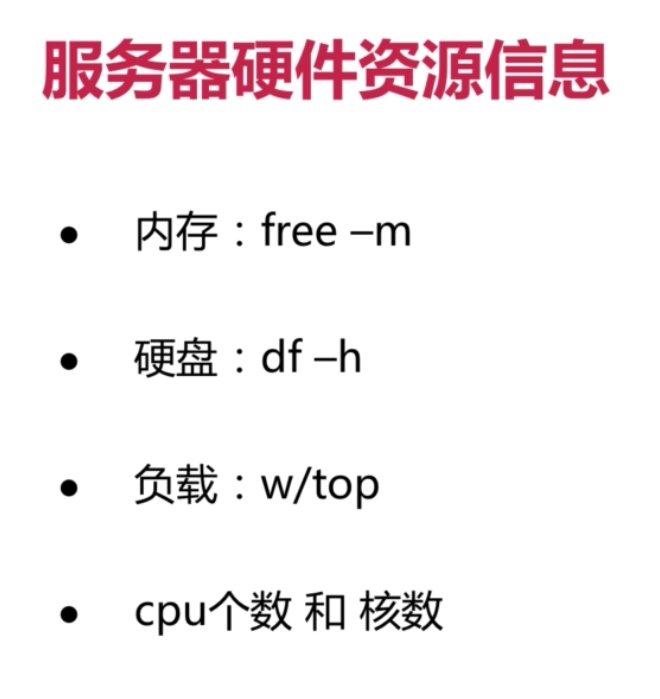 服务器硬件资源信息
● 内存：free –m
● 硬盘：df –h
● 负载：w/top
● cpu个数 和 核数